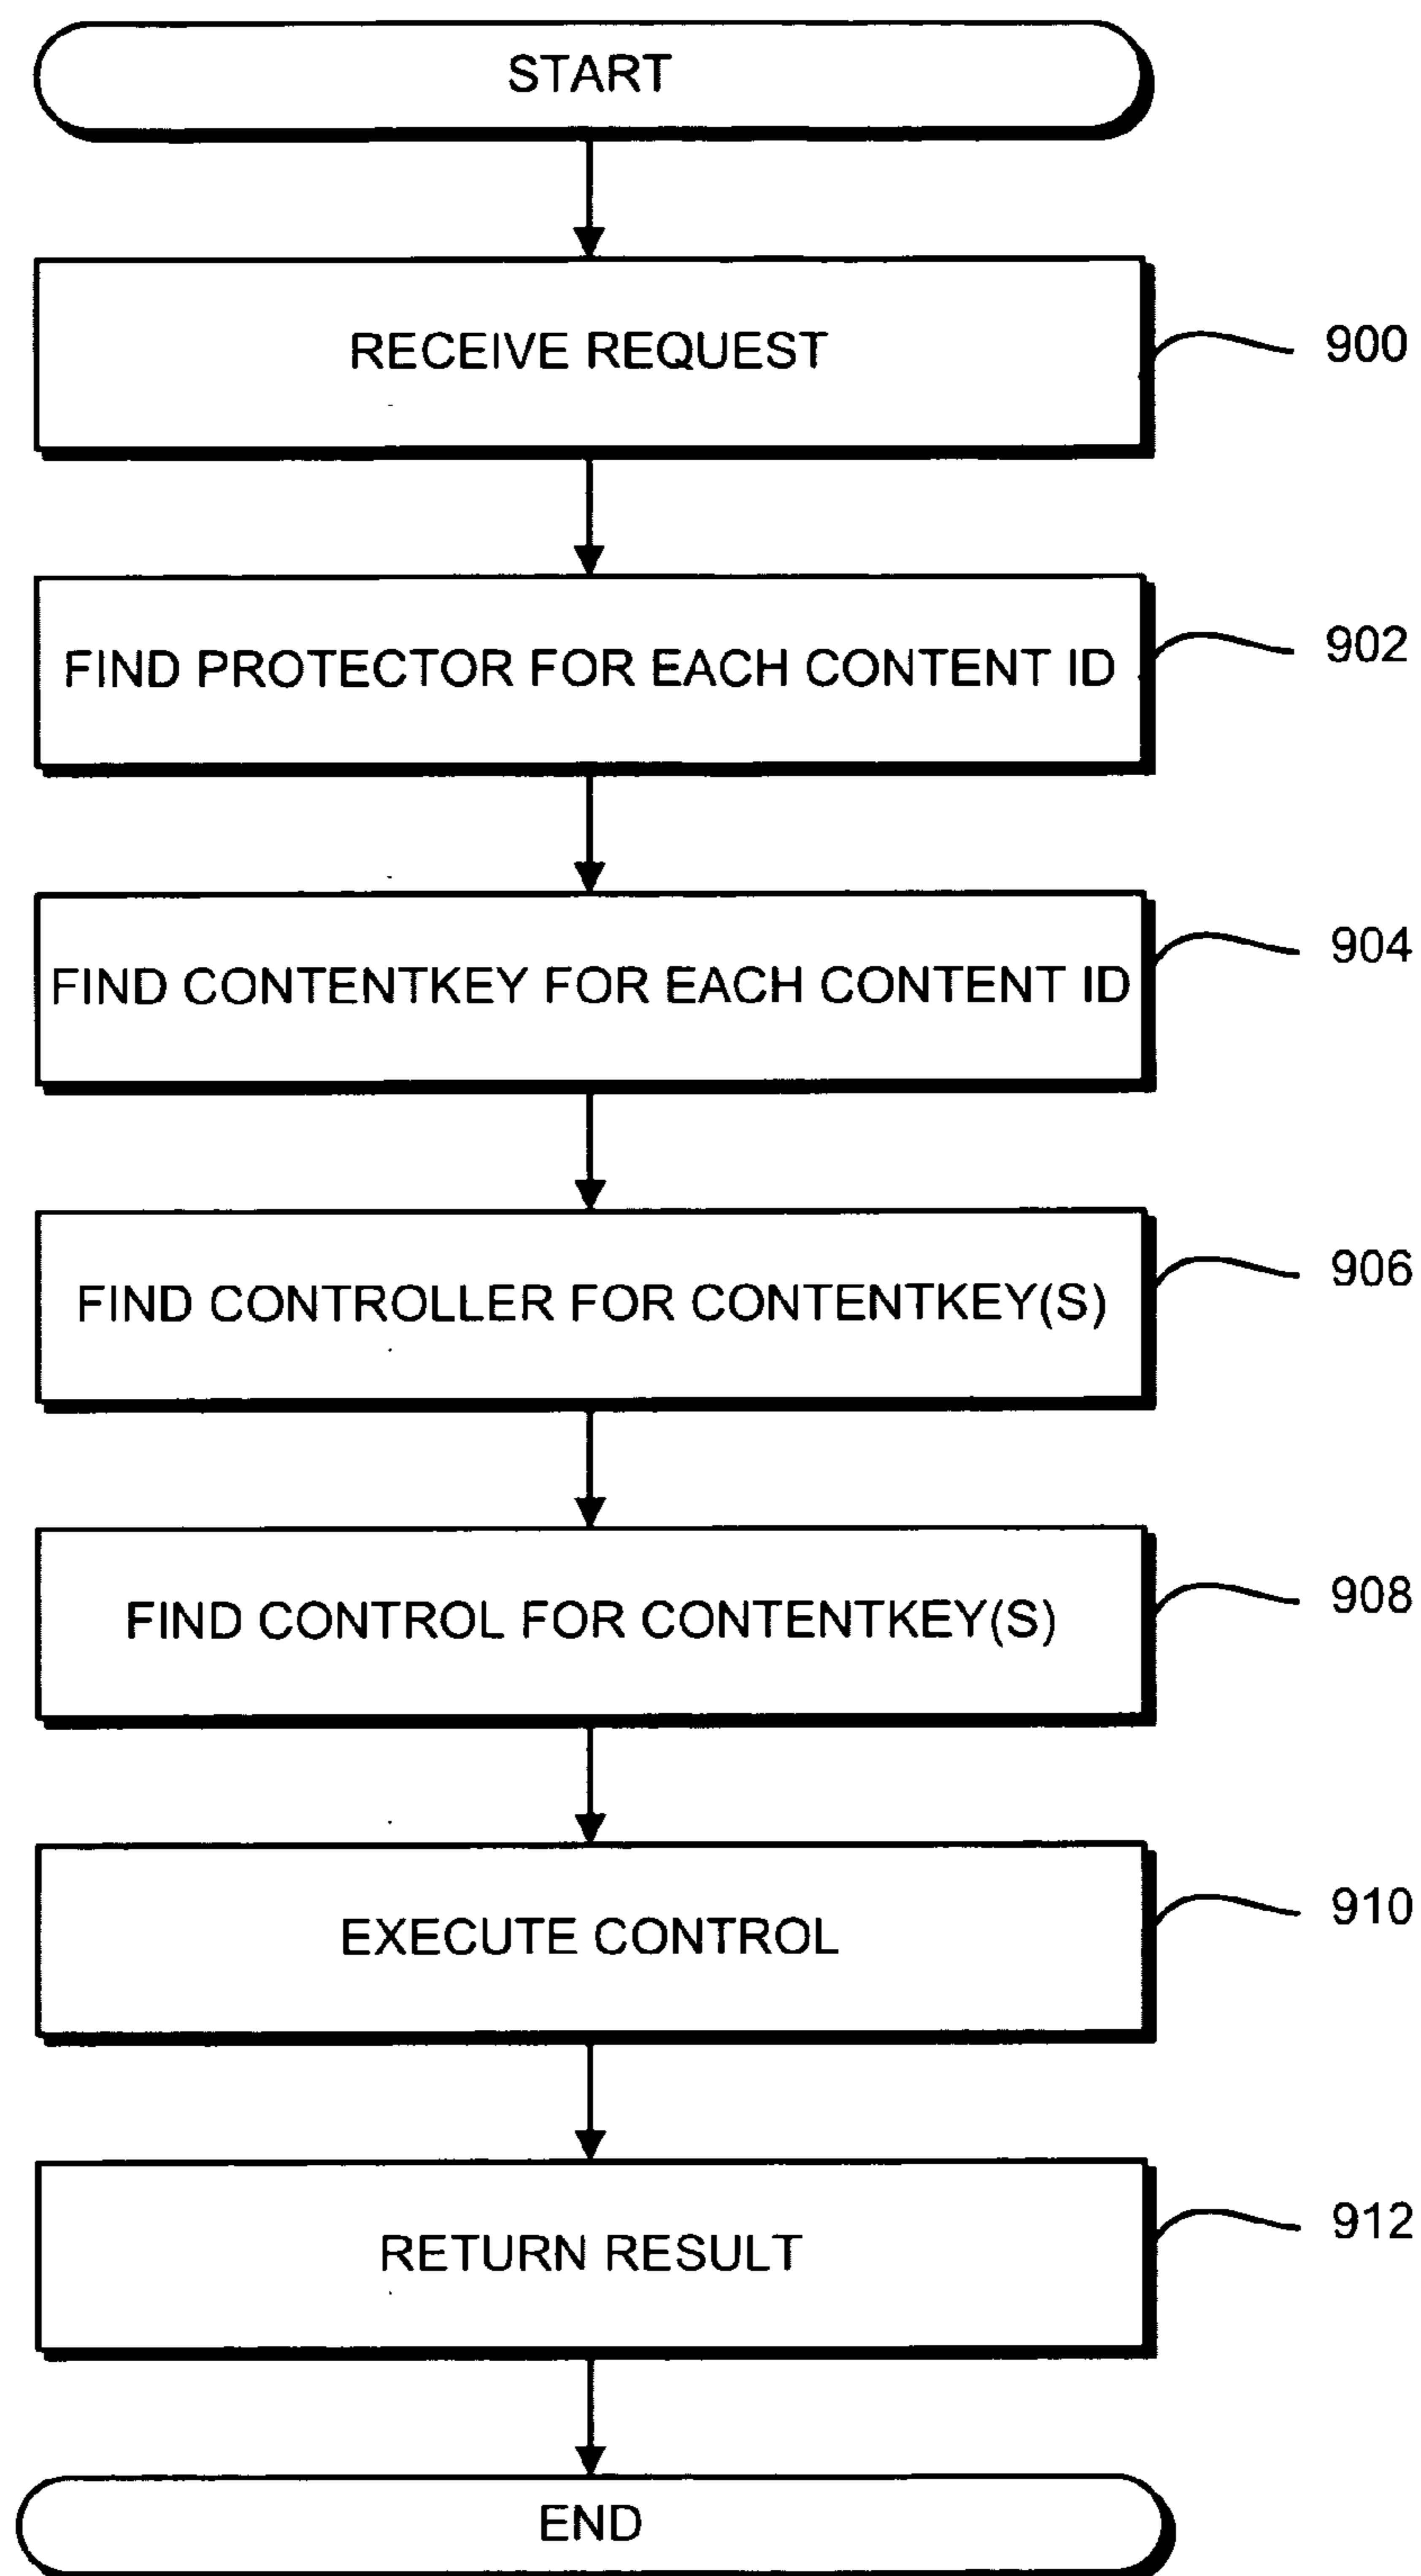 START
RECEIVE REQUEST
900
FIND PROTECTOR FOR EACH CONTENT ID
902
FIND CONTENTKEY FOR EACH CONTENT ID
904
FIND CONTROLLER FOR CONTENTKEY(S)
906
FIND CONTROL FOR CONTENTKEY(S)
908
EXECUTE CONTROL
910
RETURN RESULT
912
END